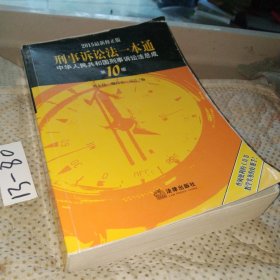 2015最新修正版
刑事诉讼法一本通
中华人民共和国刑事诉讼法总成
第10版
法律出版社
13-80